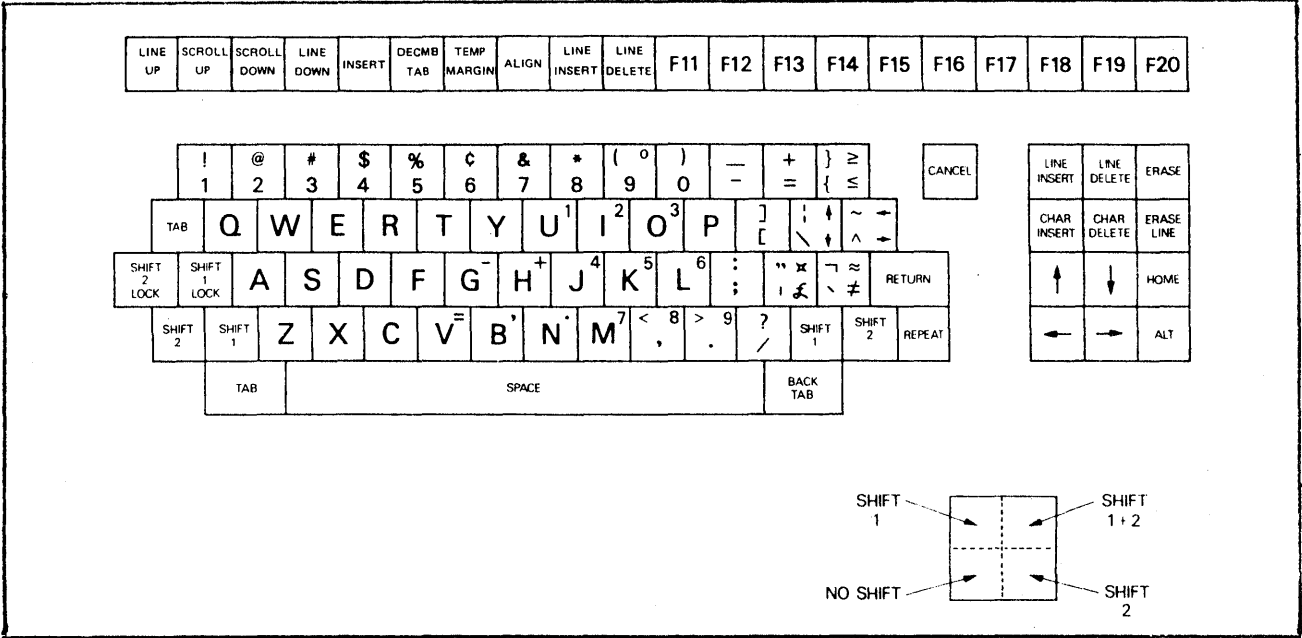 LINE UP SCROLL UP SCROLL DOWN LINE DOWN INSERT DECMB TAB TEMP MARGIN ALIGN LINE INSERT LINE DELETE F11 F12 F13 F14 F15 F16 F17 F18 F19 F20
! 1 @ 2 # 3 $ 4 % 5 ¢ 6 & 7 * 8 ( 0 9 ) 0 — - + = } ≥ { ≤ CANCEL LINE INSERT LINE DELETE ERASE
TAB Q W E R T Y U 1 I 2 O 3 P ] [ ¦ ↑ \ ↓ ~ ← ^ → CHAR INSERT CHAR DELETE ERASE LINE
SHIFT 2 LOCK SHIFT 1 LOCK A S D F G - H + J 4 K 5 L 6 : ; " ¤ ' £ ¬ ≈ ` ≠ RETURN ↑ ↓ HOME
SHIFT 2 SHIFT 1 Z X C V = B , N . M 7 < 8 , > 9 . ? / SHIFT 1 SHIFT 2 REPEAT ← → ALT
TAB SPACE BACK TAB
SHIFT 1 SHIFT 1+2
NO SHIFT SHIFT 2